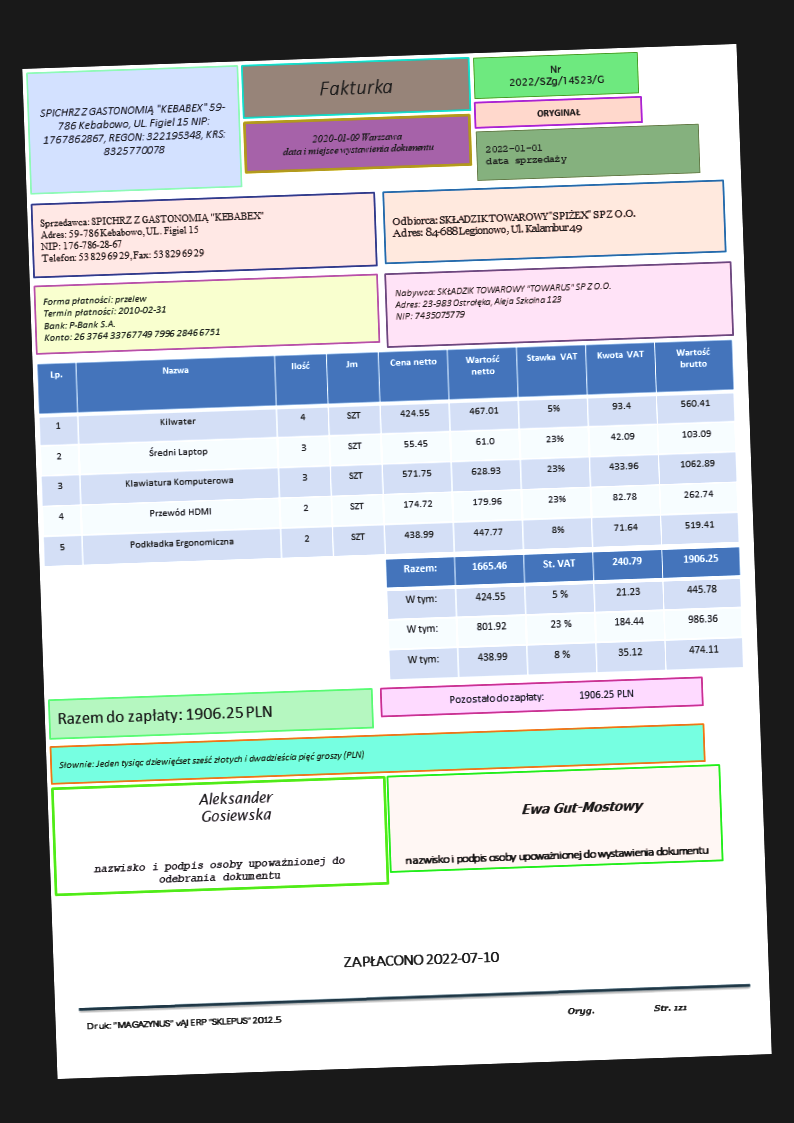 SPICHRZ Z GASTONOMIĄ "KEBABEX" 59-
786 Kebabowo, UL. Figiel 15 NIP:
1767862867, REGON: 322195348, KRS:
8325770078
Fakturka
2020-01-09 Warszawa
data i miejsce wystawienia dokumentu
Nr
2022/SZg/14523/G
ORYGINAŁ
2022-01-01
data sprzedaży
Sprzedawca: SPICHRZ Z GASTONOMIĄ "KEBABEX"
Adres: 59-786 Kebabowo, UL. Figiel 15
NIP: 176-786-28-67
Telefon: 53 829 69 29, Fax: 53 829 69 29
Odbiorca: SKŁADZIK TOWAROWY "SPIŻEX" SP Z O.O.
Adres: 84-688 Legionowo, Ul. Kalambur 49
Forma płatności: przelew
Termin płatności: 2010-02-31
Bank: P-Bank S.A.
Konto: 26 3764 33767749 7996 2846 6751
Nabywca: SKŁADZIK TOWAROWY "TOWARUS" SP Z O.O.
Adres: 23-983 Ostrołęka, Aleja Szkolna 123
NIP: 7435075779
Lp. Nazwa Ilość Jm Cena netto Wartość netto Stawka VAT Kwota VAT Wartość brutto
1 Kilwater 4 SZT 424.55 467.01 5% 93.4 560.41
2 Średni Laptop 3 SZT 55.45 61.0 23% 42.09 103.09
3 Klawiatura Komputerowa 3 SZT 571.75 628.93 23% 433.96 1062.89
4 Przewód HDMI 2 SZT 174.72 179.96 23% 82.78 262.74
5 Podkładka Ergonomiczna 2 SZT 438.99 447.77 8% 71.64 519.41
Razem: 1665.46 St. VAT 240.79 1906.25
W tym: 424.55 5 % 21.23 445.78
W tym: 801.92 23 % 184.44 986.36
W tym: 438.99 8 % 35.12 474.11
Razem do zapłaty: 1906.25 PLN
Pozostało do zapłaty: 1906.25 PLN
Słownie: Jeden tysiąc dziewięćset sześć złotych i dwadzieścia pięć groszy (PLN)
Aleksander
Gosiewska
nazwisko i podpis osoby upoważnionej do
odebrania dokumentu
Ewa Gut-Mostowy
nazwisko i podpis osoby upoważnionej do wystawienia dokumentu
ZAPŁACONO 2022-07-10
Druk: "MAGAZYNUS" vAJ ERP "SKLEPUS" 2012.5
Oryg.
Str. 121